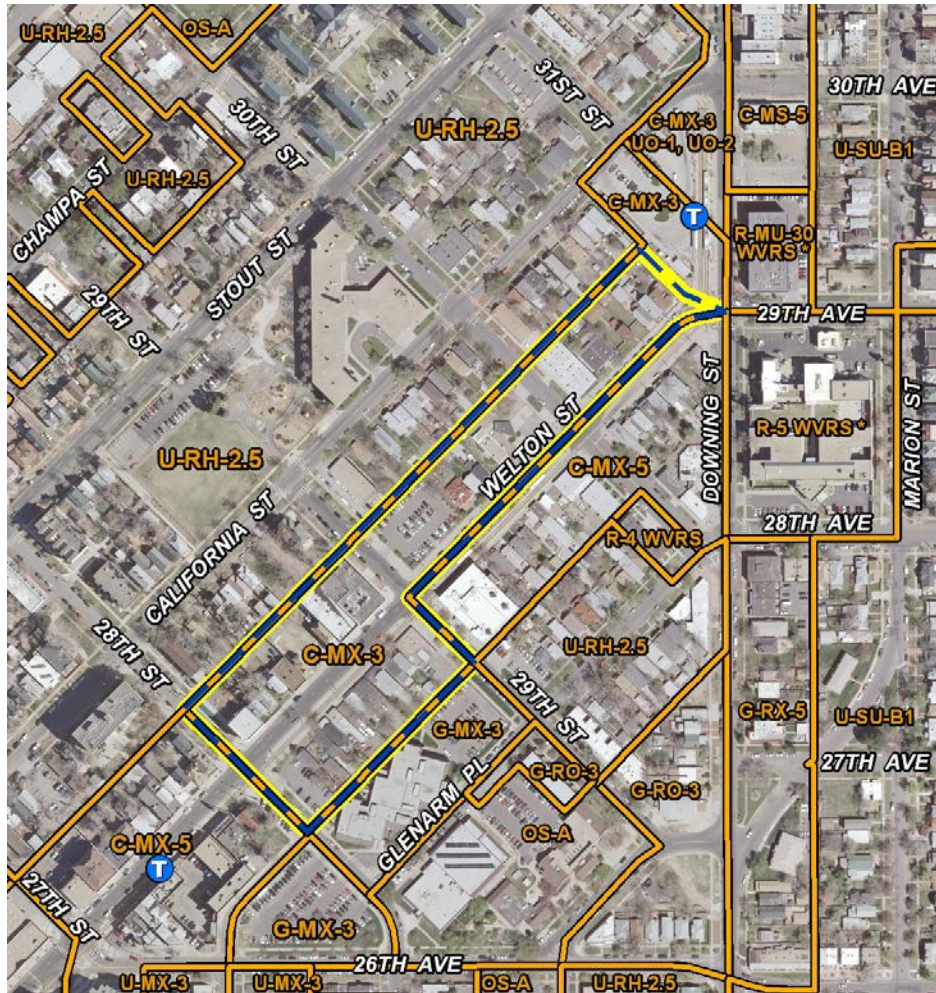 U-RH-2.5
OS-A
30TH ST
31ST ST
U-RH-2.5
C-MX-3
UO-1, UO-2
C-MS-5
30TH AVE
U-SU-B1
U-RH-2.5
CHAMPA ST
C-MX-3
T
R-MU-30
WVRS *
STOUT ST
29TH ST
29TH AVE
DOWNING ST
MARION ST
R-5 WVRS *
WELTON ST
U-RH-2.5
C-MX-5
CALIFORNIA ST
R-4 WVRS
28TH AVE
28TH ST
C-MX-3
U-RH-2.5
29TH ST
G-MX-3
G-RX-5
U-SU-B1
27TH AVE
G-RO-3
G-RO-3
GLENARM PL
OS-A
C-MX-5
T
27TH ST
G-MX-3
26TH AVE
U-MX-3
U-MX-3
OS-A
U-RH-2.5